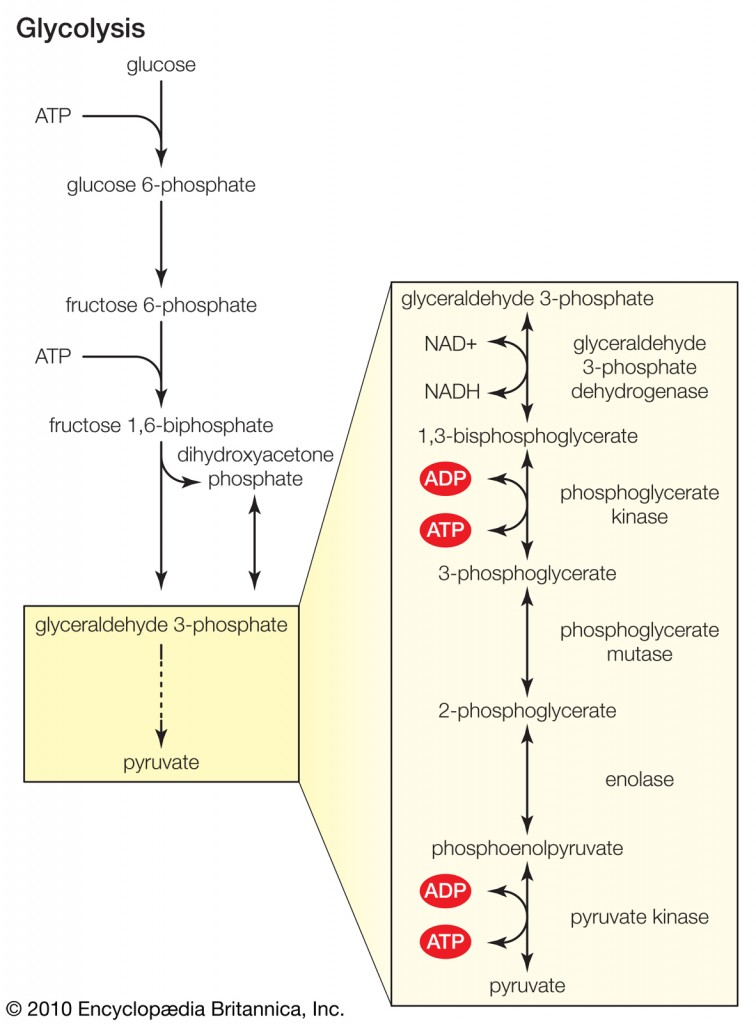 Glycolysis
glucose
ATP
glucose 6-phosphate
fructose 6-phosphate
ATP
fructose 1,6-biphosphate
dihydroxyacetone
phosphate
glyceraldehyde 3-phosphate
pyruvate
glyceraldehyde 3-phosphate
NAD+
NADH
glyceraldehyde
3-phosphate
dehydrogenase
1,3-bisphosphoglycerate
ADP
ATP
phosphoglycerate
kinase
3-phosphoglycerate
phosphoglycerate
mutase
2-phosphoglycerate
enolase
phosphoenolpyruvate
ADP
ATP
pyruvate kinase
pyruvate
© 2010 Encyclopædia Britannica, Inc.